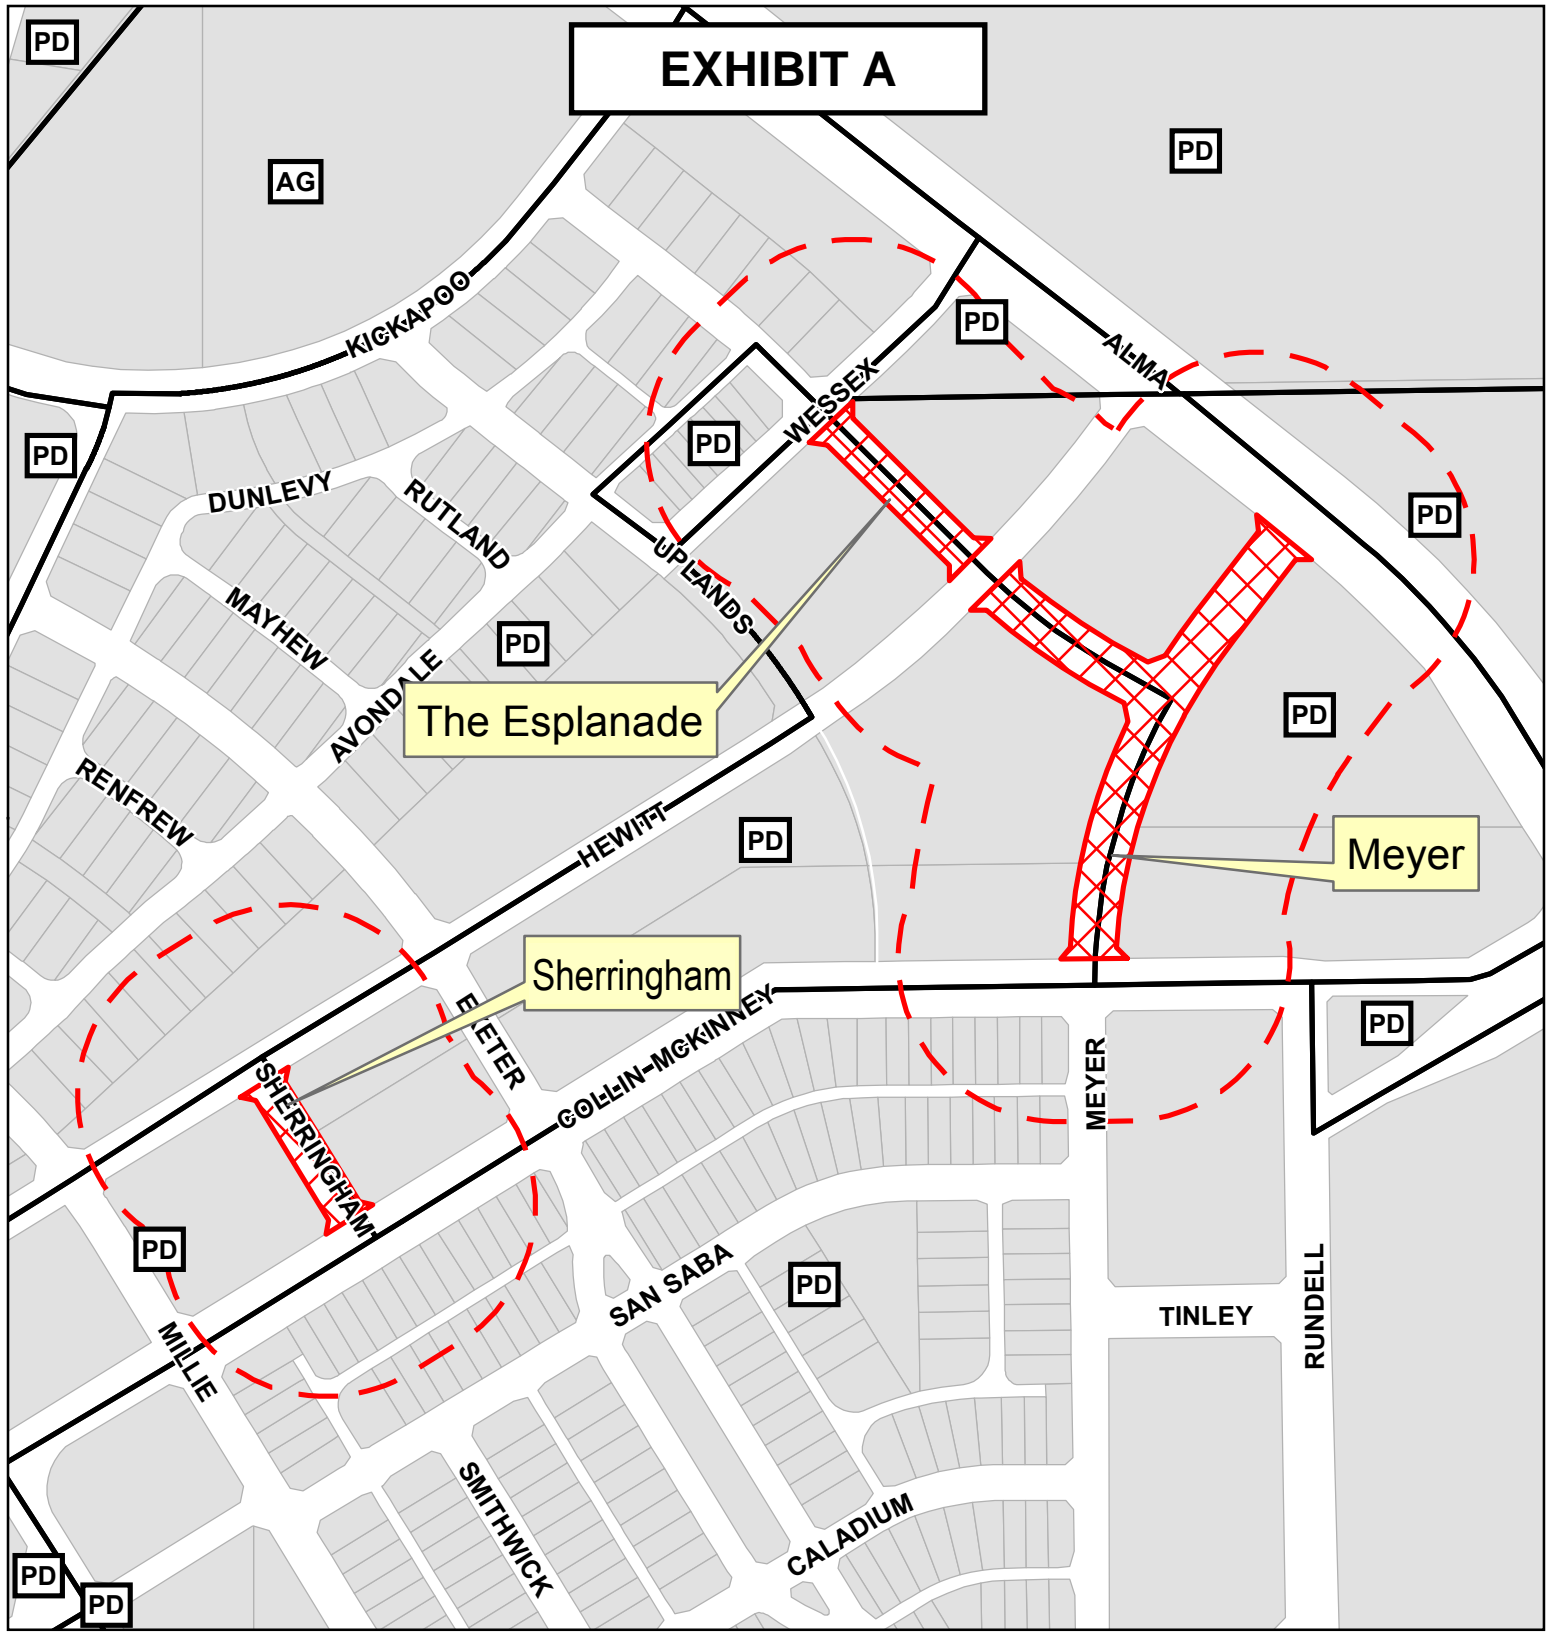 EXHIBIT A
PD
AG
PD
KICKAPOO
PD
ALMA
WESSEX
PD
PD
DUNLEVY
RUTLAND
PD
UPLANDS
MAYHEW
PD
AVONDALE
The Esplanade
PD
RENFREW
HEWITT
PD
Meyer
Sherringham
EXETER
COLLIN MCKINNEY
PD
MEYER
SHERRINGHAM
PD
SAN SABA
PD
TINLEY
RUNDELL
MILLIE
SMITHWICK
CALADIUM
PD
PD